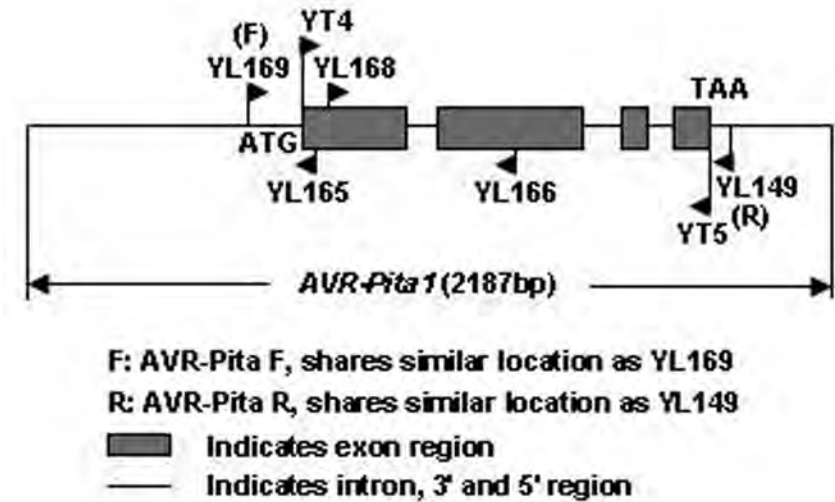 (F)
YT4
YL169
YL168
TAA
ATG
YL165
YL166
YL149
YT5
(R)
AVR-Pita1(2187bp)
F: AVR-Pita F, shares similar location as YL169
R: AVR-Pita R, shares similar location as YL149
Indicates exon region
Indicates intron, 3' and 5' region